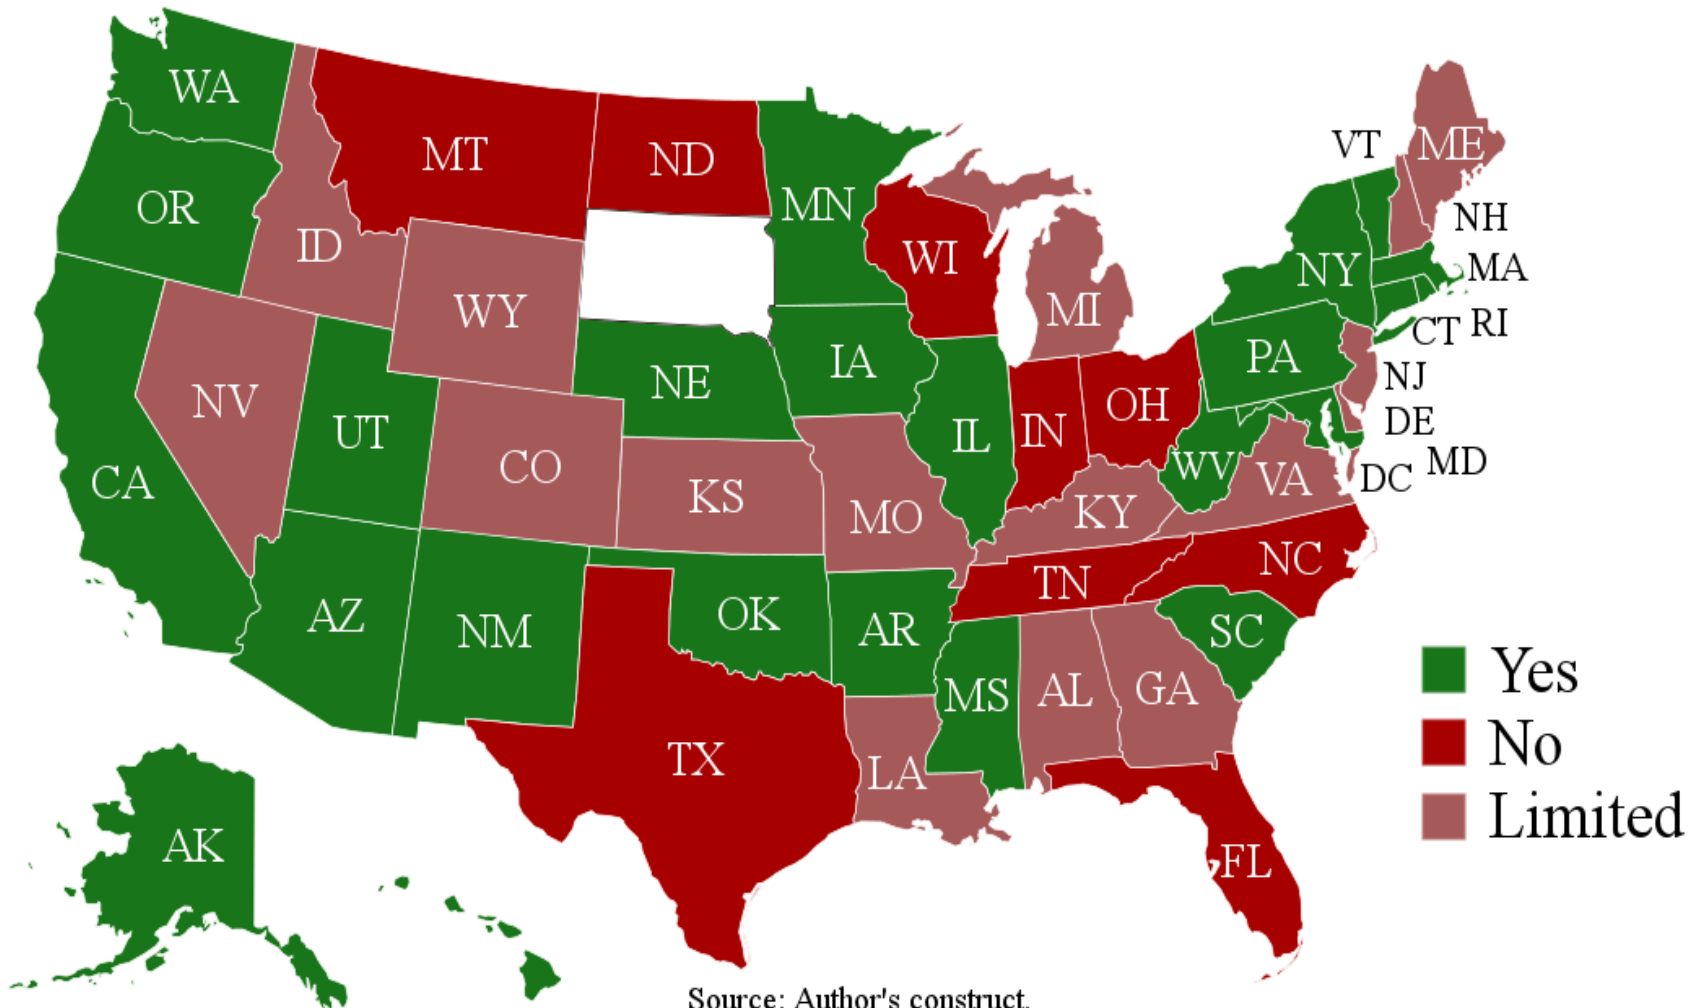 WA
MT
ND
MN
OR
ID
WY
WI
MI
VT
ME
NH
NY
MA
CT
RI
PA
NJ
DE
MD
DC
NV
UT
CO
NE
IA
IL
IN
OH
WV
VA
CA
KS
MO
KY
AZ
NM
OK
AR
TN
NC
SC
TX
LA
MS
AL
GA
FL
AK
Yes
No
Limited
Source: Author's construct.